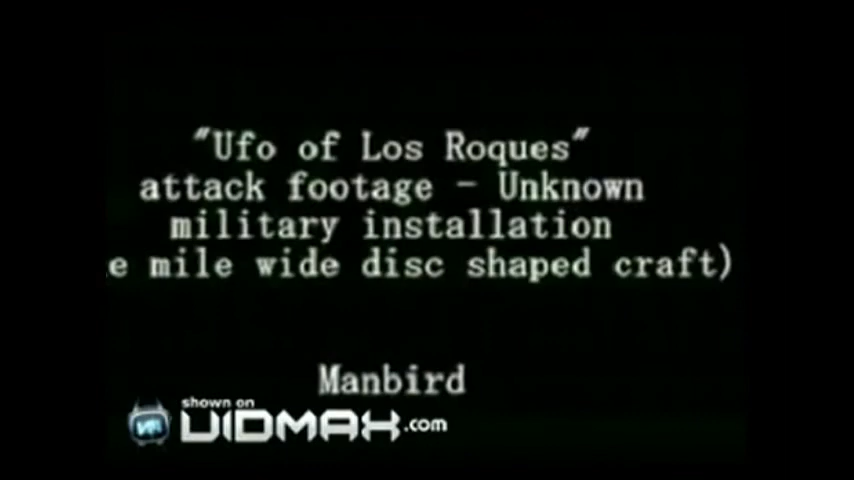 "Ufo of Los Roques"
attack footage - Unknown
military installation
e mile wide disc shaped craft)
Manbird
shown on
VIDMAX.com